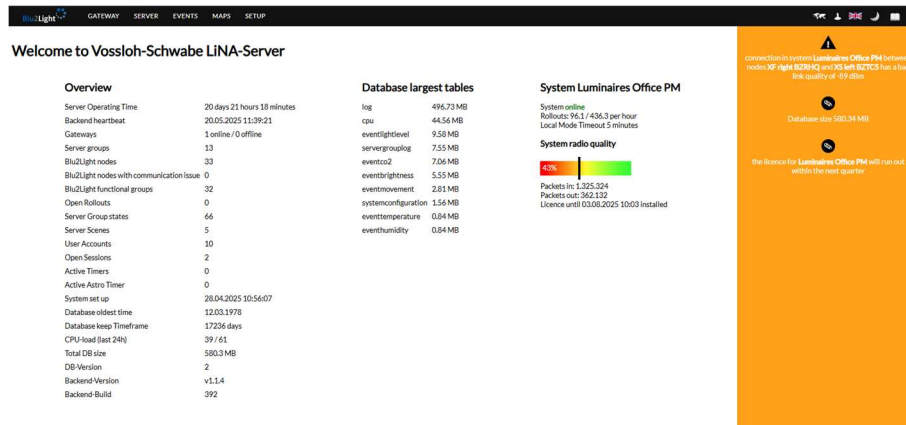 Blu2Light
GATEWAY SERVER EVENTS MAPS SETUP
Welcome to Vossloh-Schwabe LiNA-Server
Overview
Server Operating Time 20 days 21 hours 18 minutes
Backend heartbeat 20.05.2025 11:39:21
Gateways 1 online / 0 offline
Server groups 13
Blu2Light nodes 33
Blu2Light nodes with communication issue 0
Blu2Light functional groups 32
Open Rollouts 0
Server Group states 66
Server Scenes 5
User Accounts 10
Open Sessions 2
Active Timers 0
Active Astro Timer 0
System set up 28.04.2025 10:56:07
Database oldest time 12.03.1978
Database keep Timeframe 17236 days
CPU-load (last 24h) 39 / 61
Total DB size 580.3 MB
DB-Version 2
Backend-Version v1.1.4
Backend-Build 392
Database largest tables
log 496.73 MB
cpu 44.56 MB
eventlightlevel 9.58 MB
servergrouplog 7.55 MB
eventco2 7.06 MB
eventbrightness 5.55 MB
eventmovement 2.81 MB
systemconfiguration 1.56 MB
eventtemperature 0.84 MB
eventhumidity 0.84 MB
System Luminaires Office PM
System online
Rollouts: 96.1 / 436.3 per hour
Local Mode Timeout 5 minutes
System radio quality
43%
Packets in: 1.325.324
Packets out: 362.132
Licence until 03.08.2025 10:03 installed
connection in system Luminaires Office PM betwee
nodes XF right BZRHQ and XS left BZTC5 has a ba
link quality of -89 dBm
Database size 580.34 MB
the licence for Luminaires Office PM will run out
within the next quarter